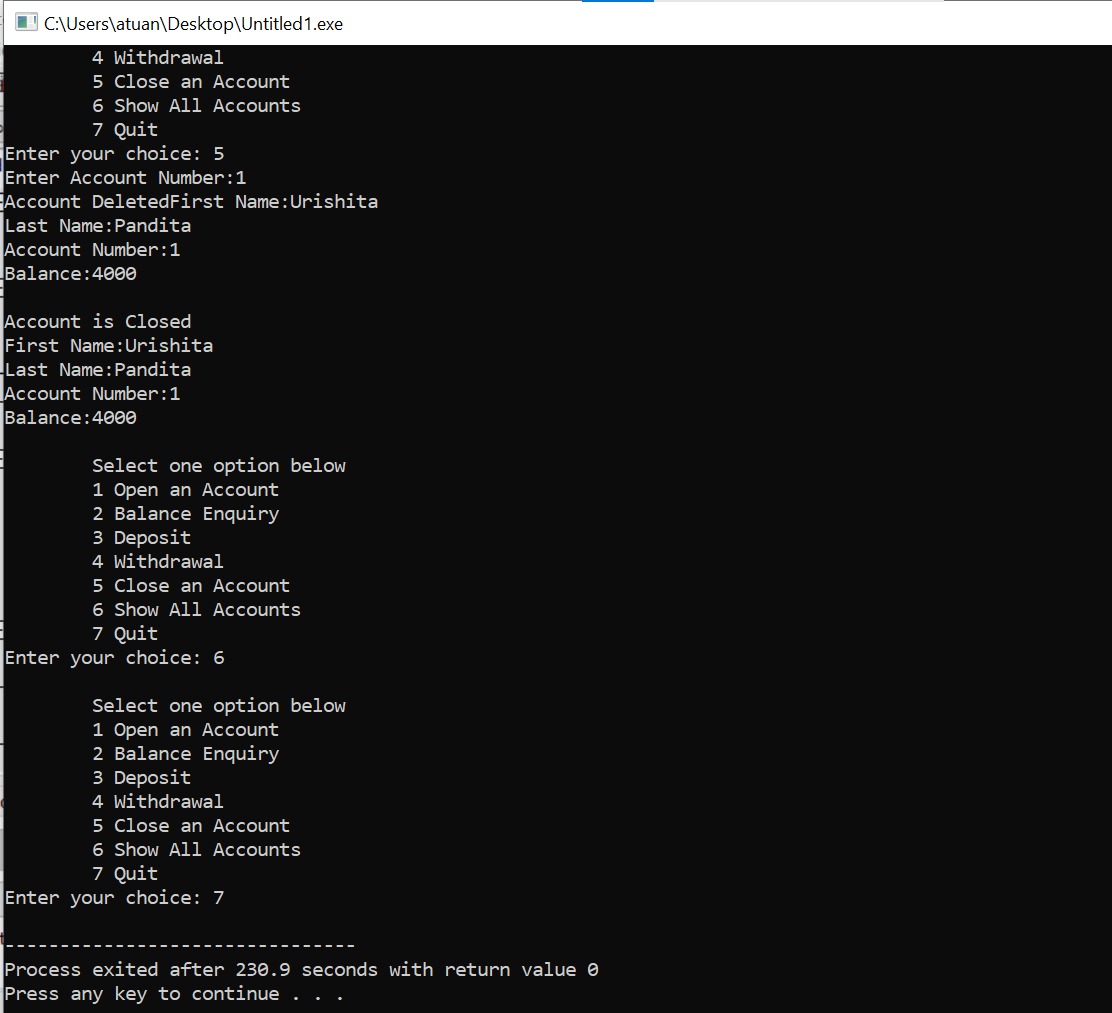 C:\Users\atuan\Desktop\Untitled1.exe
4 Withdrawal
5 Close an Account
6 Show All Accounts
7 Quit
Enter your choice: 5
Enter Account Number:1
Account DeletedFirst Name:Urishita
Last Name:Pandita
Account Number:1
Balance:4000
Account is Closed
First Name:Urishita
Last Name:Pandita
Account Number:1
Balance:4000
Select one option below
1 Open an Account
2 Balance Enquiry
3 Deposit
4 Withdrawal
5 Close an Account
6 Show All Accounts
7 Quit
Enter your choice: 6
Select one option below
1 Open an Account
2 Balance Enquiry
3 Deposit
4 Withdrawal
5 Close an Account
6 Show All Accounts
7 Quit
Enter your choice: 7
--------------------------------
Process exited after 230.9 seconds with return value 0
Press any key to continue . . .